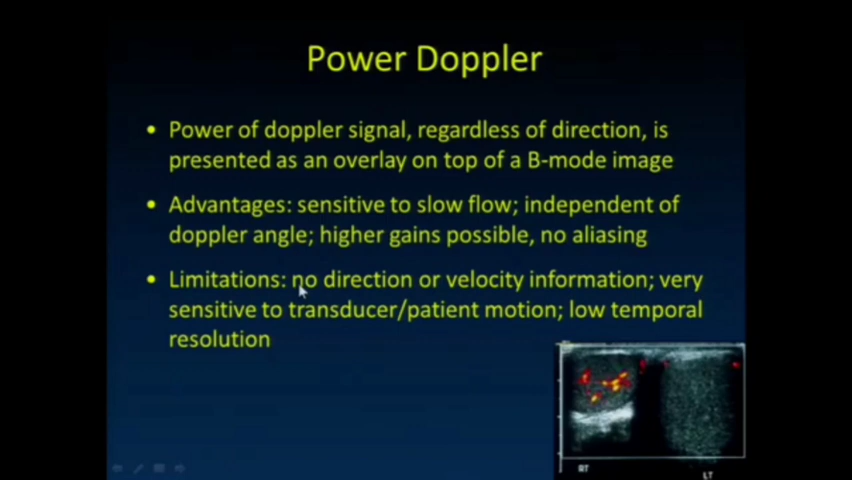 Power Doppler
• Power of doppler signal, regardless of direction, is
presented as an overlay on top of a B-mode image
• Advantages: sensitive to slow flow; independent of
doppler angle; higher gains possible, no aliasing
• Limitations: no direction or velocity information; very
sensitive to transducer/patient motion; low temporal
resolution
RT
LT